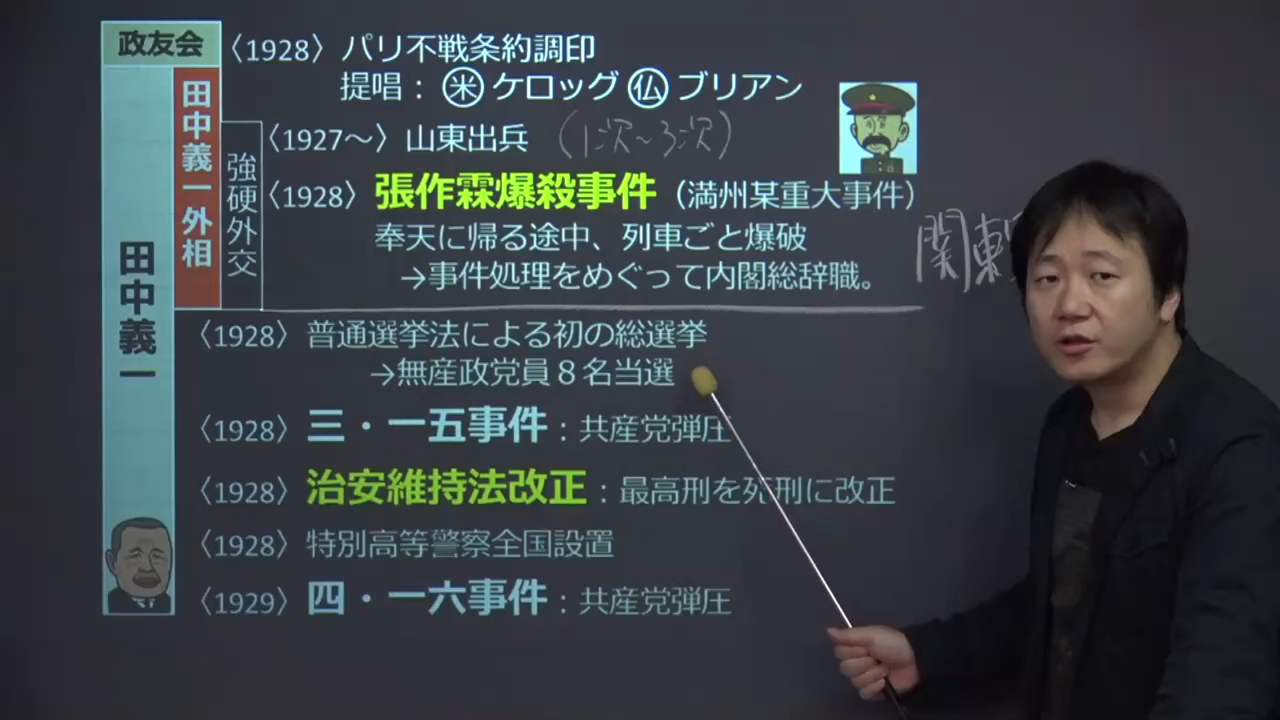 政友会
〈1928〉パリ不戦条約調印
提唱：㊍ケロッグ㊁ブリアン
田中義一外相
強硬外交
〈1927～〉山東出兵（1次～3次）
〈1928〉張作霖爆殺事件（満州某重大事件）
奉天に帰る途中、列車ごと爆破
→事件処理をめぐって内閣総辞職。
関東
田中義一
〈1928〉普通選挙法による初の総選挙
→無産政党員８名当選
〈1928〉三・一五事件：共産党弾圧
〈1928〉治安維持法改正：最高刑を死刑に改正
〈1928〉特別高等警察全国設置
〈1929〉四・一六事件：共産党弾圧